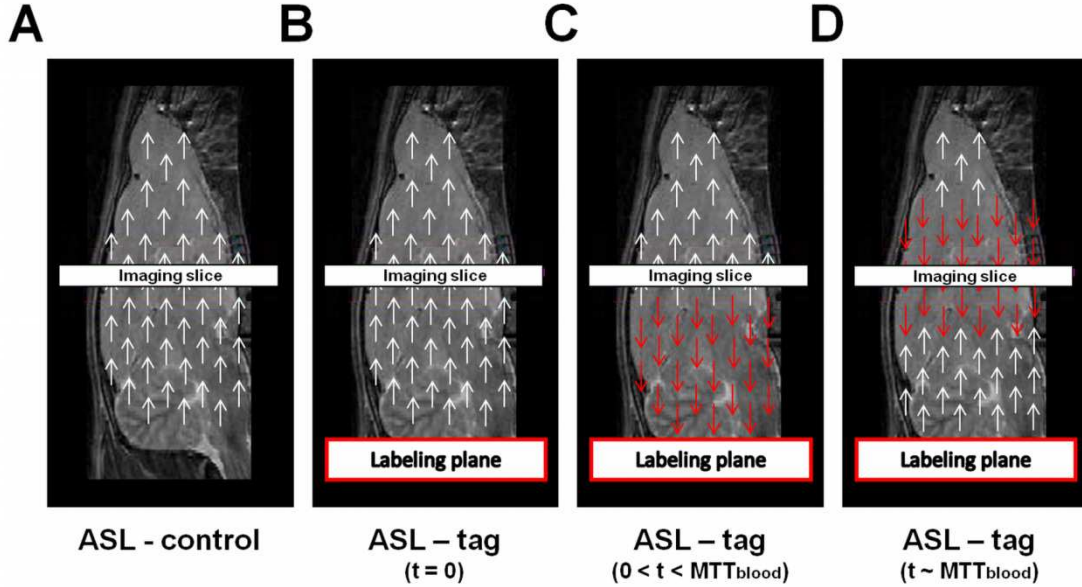 A
B
C
D
Imaging slice
Imaging slice
Imaging slice
Imaging slice
Labeling plane
Labeling plane
Labeling plane
ASL - control
ASL – tag
(t = 0)
ASL – tag
(0 < t < MTTblood)
ASL – tag
(t ~ MTTblood)